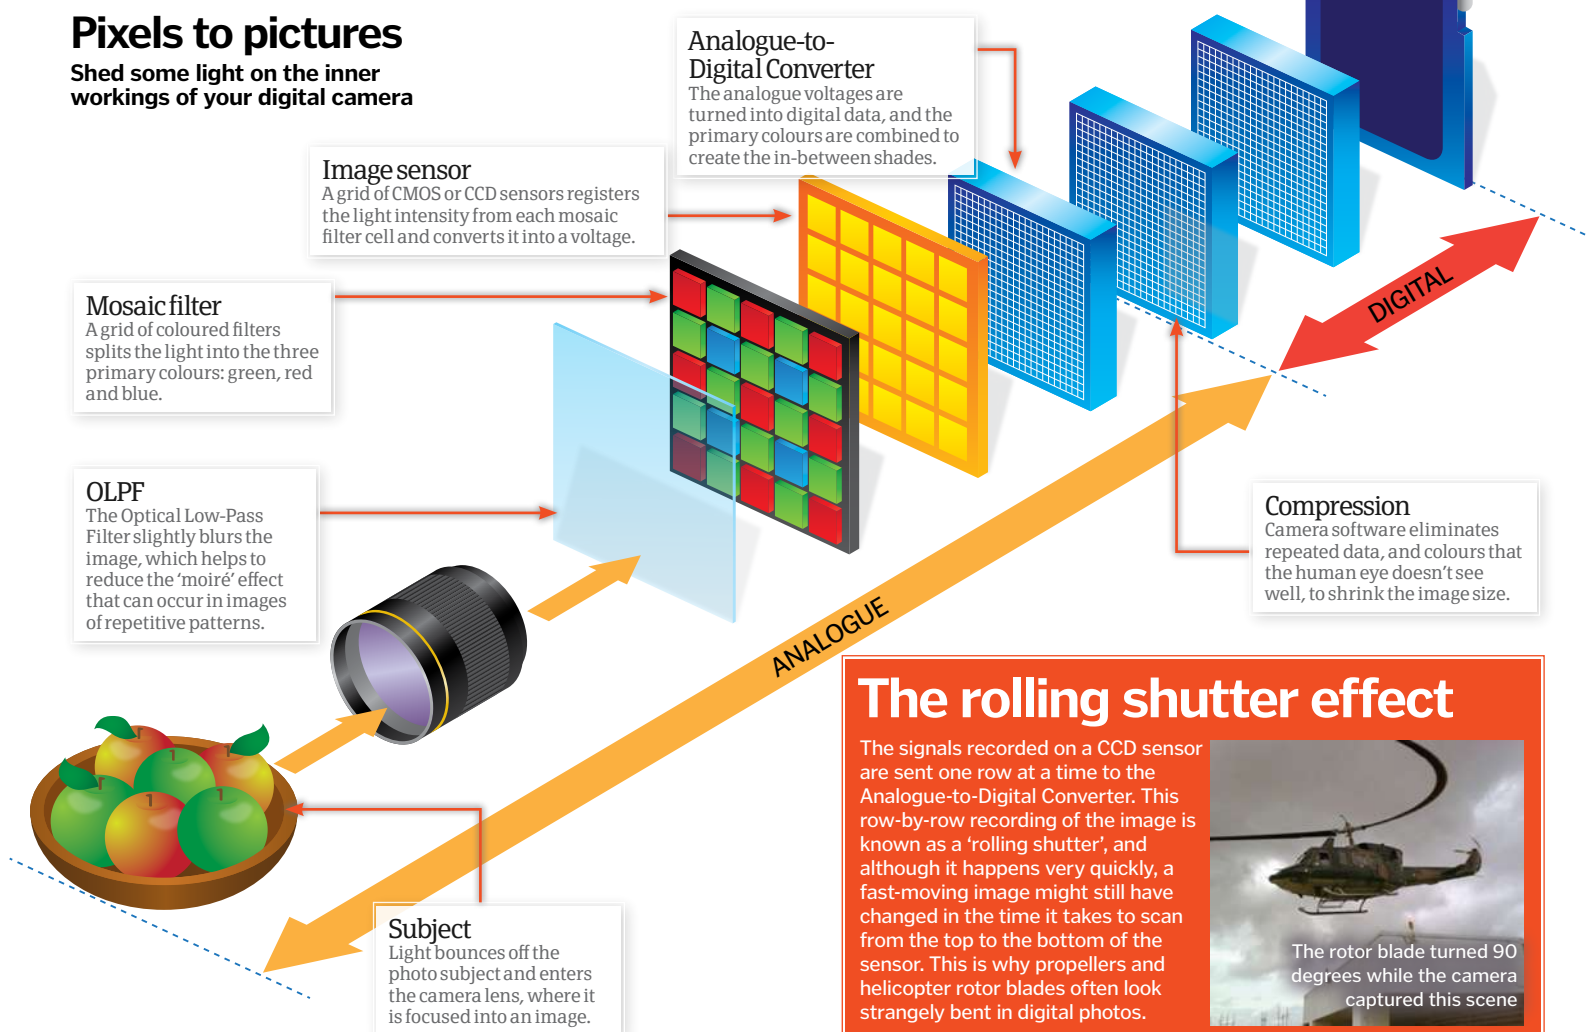 Pixels to pictures
Shed some light on the inner
workings of your digital camera
Analogue-to-
Digital Converter
The analogue voltages are
turned into digital data, and the
primary colours are combined to
create the in-between shades.
Image sensor
A grid of CMOS or CCD sensors registers
the light intensity from each mosaic
filter cell and converts it into a voltage.
Mosaic filter
A grid of coloured filters
splits the light into the three
primary colours: green, red
and blue.
OLPF
The Optical Low-Pass
Filter slightly blurs the
image, which helps to
reduce the ‘moiré’ effect
that can occur in images
of repetitive patterns.
DIGITAL
Compression
Camera software eliminates
repeated data, and colours that
the human eye doesn’t see
well, to shrink the image size.
ANALOGUE
Subject
Light bounces off the
photo subject and enters
the camera lens, where it
is focused into an image.
The rolling shutter effect
The signals recorded on a CCD sensor
are sent one row at a time to the
Analogue-to-Digital Converter. This
row-by-row recording of the image is
known as a ‘rolling shutter’, and
although it happens very quickly, a
fast-moving image might still have
changed in the time it takes to scan
from the top to the bottom of the
sensor. This is why propellers and
helicopter rotor blades often look
strangely bent in digital photos.
The rotor blade turned 90
degrees while the camera
captured this scene